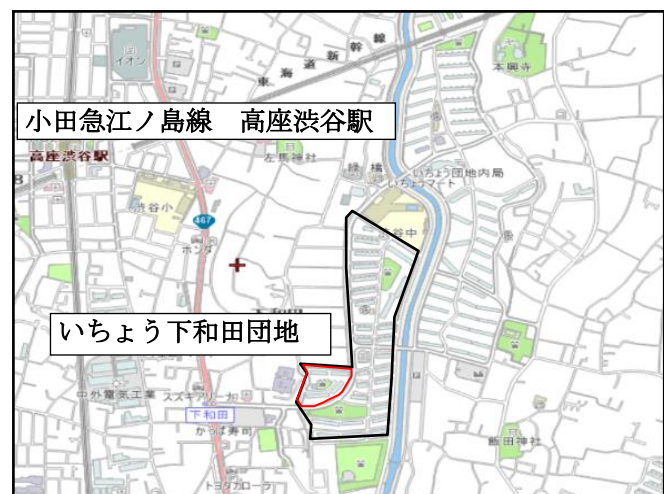 イオン
東海道新幹線
本興寺
小田急江ノ島線　高座渋谷駅
高座渋谷駅
左馬神社
緑橋
いちょう団地内局
いちょうマート
渋谷小
467
渋谷中
ホンダ
下和田
いちょう下和田団地
中外電気工業
スズキアリーナ
下和田
かっぱ寿司
飯田神社
トヨタカローラ